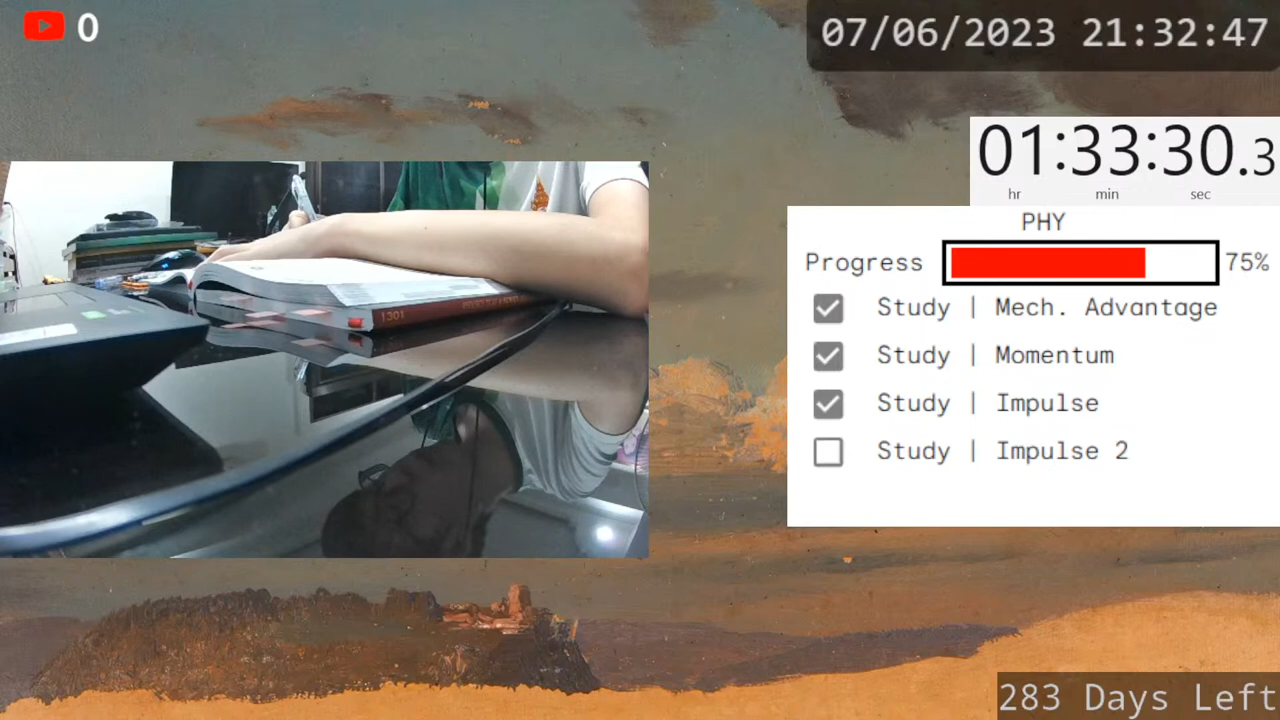 0
07/06/2023 21:32:47
01:33:30.3
hr min sec
PHY
Progress 75%
Study | Mech. Advantage
Study | Momentum
Study | Impulse
Study | Impulse 2
1301
283 Days Left